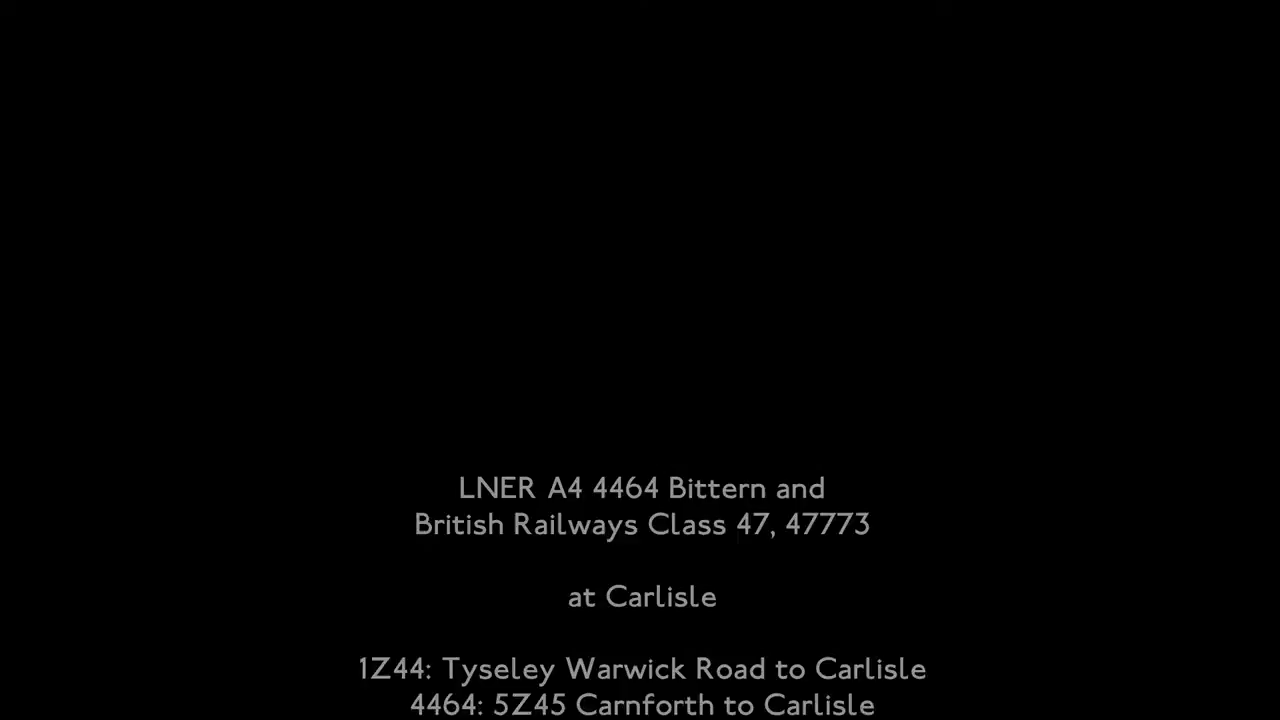 LNER A4 4464 Bittern and
British Railways Class 47, 47773
at Carlisle
1Z44: Tyseley Warwick Road to Carlisle
4464: 5Z45 Carnforth to Carlisle